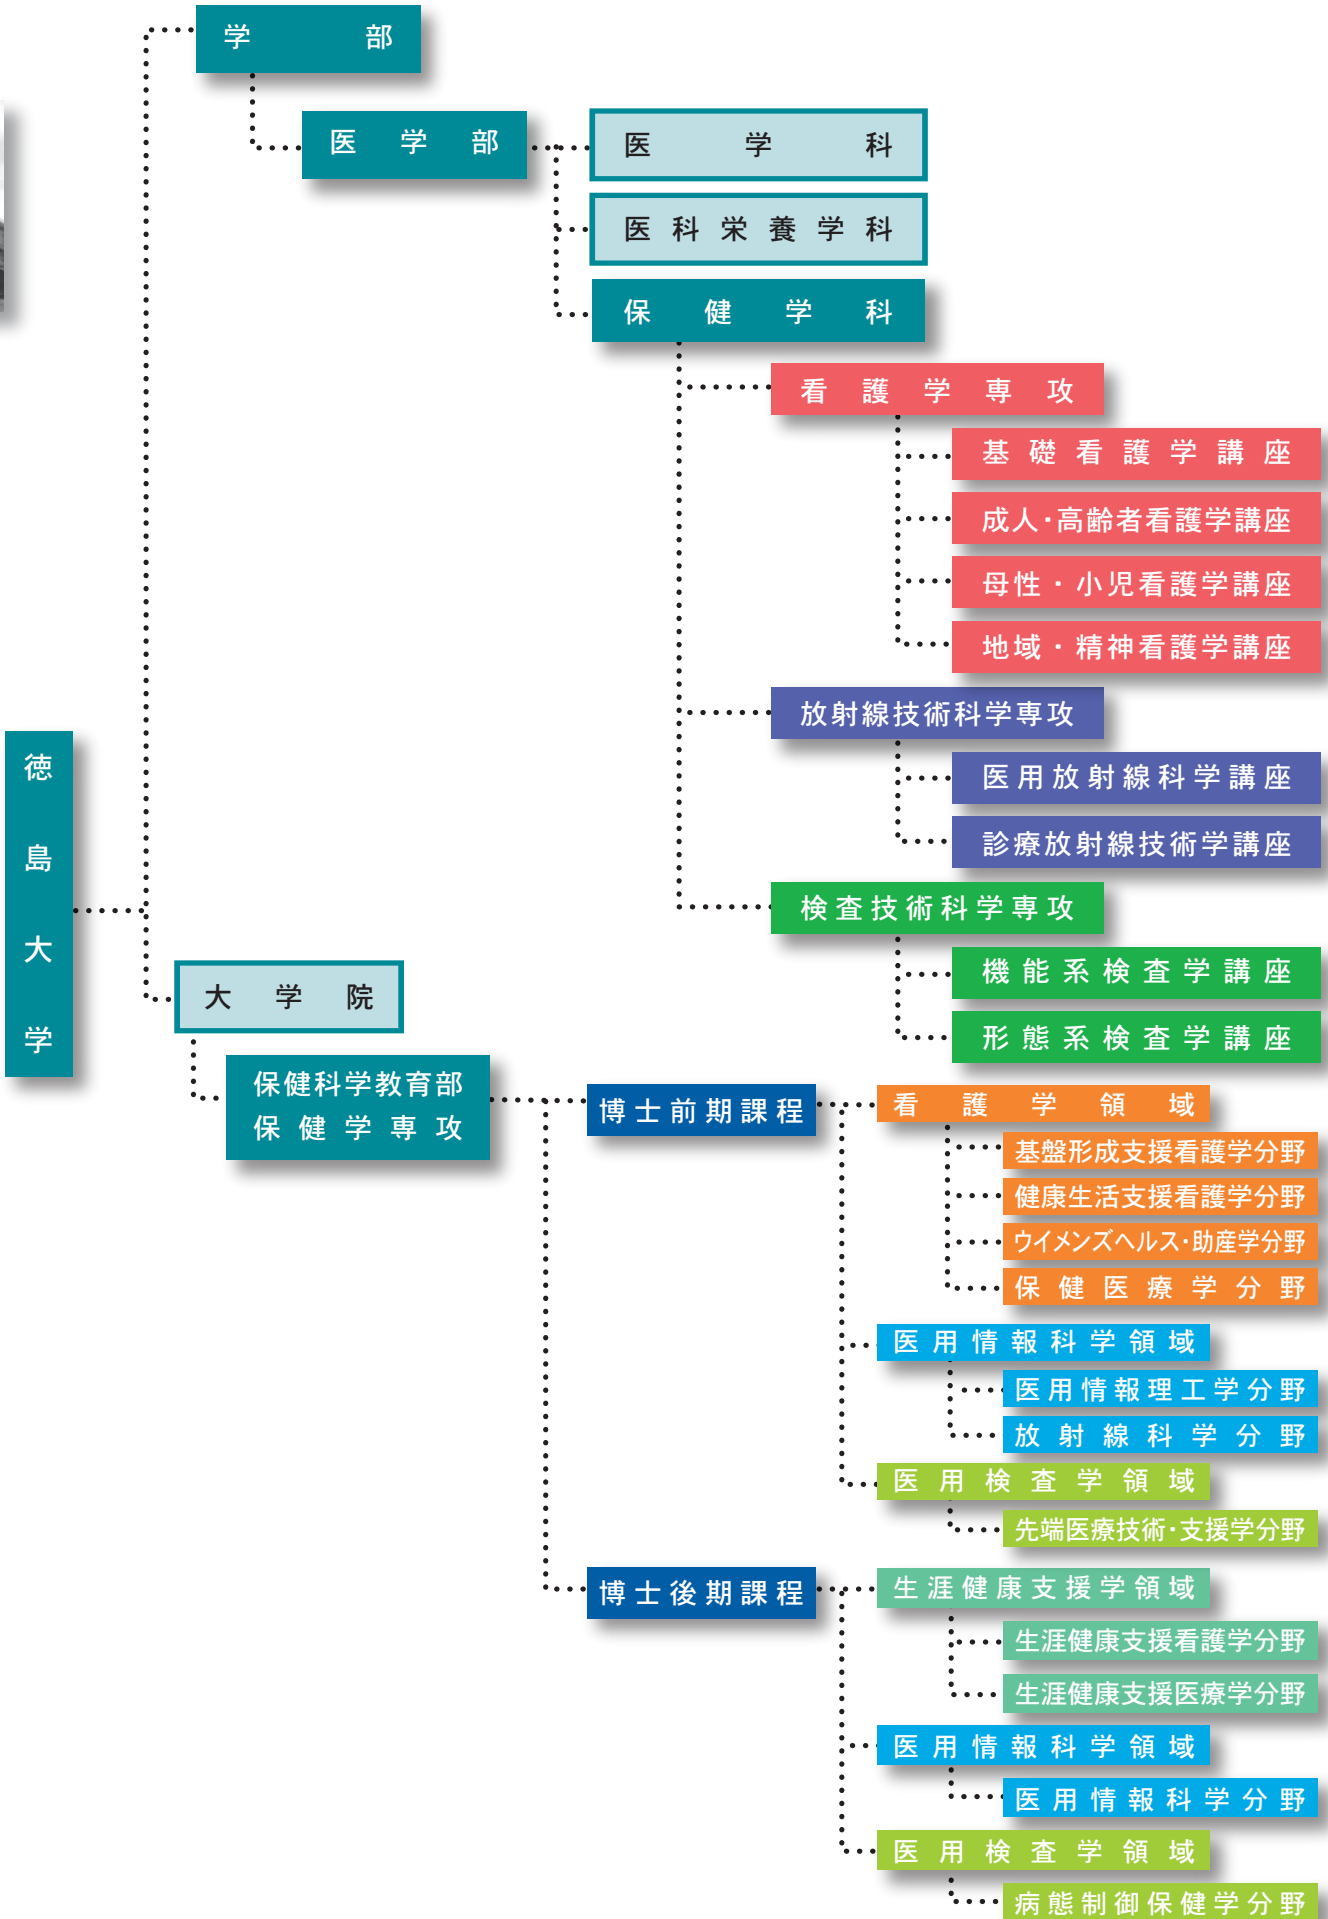 学部
医学部
医学科
医科栄養学科
保健学科
看護学専攻
基礎看護学講座
成人・高齢者看護学講座
母性・小児看護学講座
地域・精神看護学講座
放射線技術科学専攻
医用放射線科学講座
診療放射線技術学講座
検査技術科学専攻
機能系検査学講座
形態系検査学講座
徳島大学
大学院
保健科学教育部
保健学専攻
博士前期課程
看護学領域
基盤形成支援看護学分野
健康生活支援看護学分野
ウイメンズヘルス・助産学分野
保健医療学分野
医用情報科学領域
医用情報理工学分野
放射線科学分野
医用検査学領域
先端医療技術・支援学分野
博士後期課程
生涯健康支援学領域
生涯健康支援看護学分野
生涯健康支援医療学分野
医用情報科学領域
医用情報科学分野
医用検査学領域
病態制御保健学分野